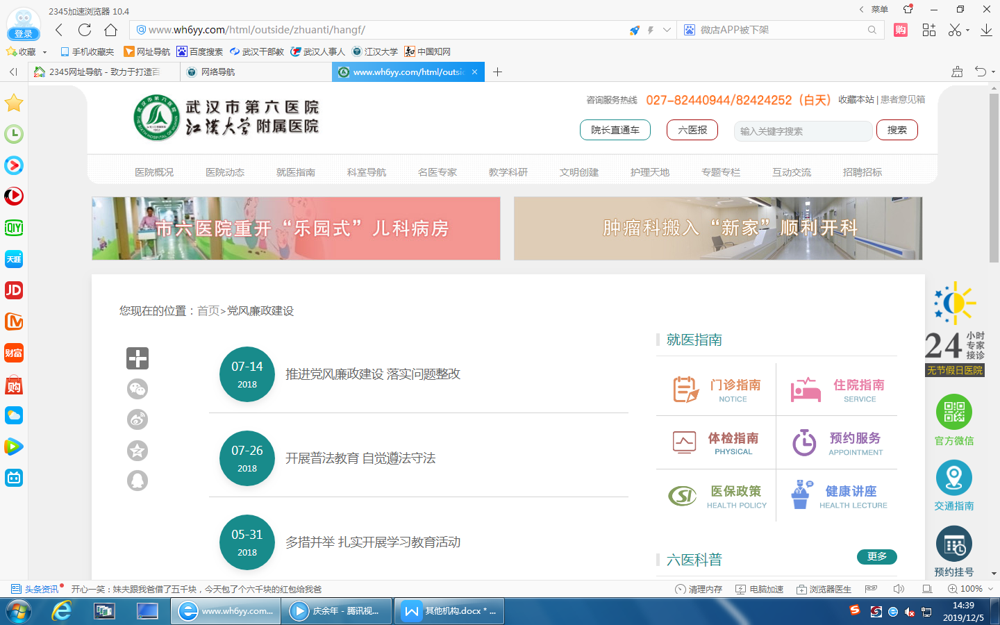 2345加速浏览器 10.4
菜单
登录
www.wh6yy.com/html/outside/zhuanti/hangf/
微店APP被下架
购
收藏
手机收藏夹
网址导航
百度搜索
武汉干部教
武汉人事人
江汉大学
中国知网
2345网址导航 - 致力于打造百
网络导航
www.wh6yy.com/html/outsid
武汉市第六医院
江汉大学 附属医院
咨询服务热线 027-82440944/82424252（白天） 收藏本站 | 患者意见箱
院长直通车
六医报
输入关键字搜索
搜索
医院概况
医院动态
就医指南
科室导航
名医专家
教学科研
文明创建
护理天地
专题专栏
互动交流
招聘招标
市六医院重开“乐园式”儿科病房
肿瘤科搬入“新家”顺利开科
QIY
天涯
JD
财富
购
您现在的位置：首页>党风廉政建设
07-14
2018
推进党风廉政建设 落实问题整改
07-26
2018
开展普法教育 自觉遵法守法
05-31
2018
多措并举 扎实开展学习教育活动
就医指南
门诊指南
NOTICE
住院指南
SERVICE
体检指南
PHYSICAL
预约服务
APPOINTMENT
医保政策
HEALTH POLICY
健康讲座
HEALTH LECTURE
六医科普
更多
24
小时
专家
接诊
无节假日医院
官方微信
交通指南
预约挂号
头条资讯
开心一笑：妹夫跟我爸借了五千块，今天包了个六千块的红包给我爸
清理内存
电脑加速
浏览器医生
100%
www.wh6yy.com...
庆余年 - 腾讯视...
其他机构.docx * ...
14:39
2019/12/5